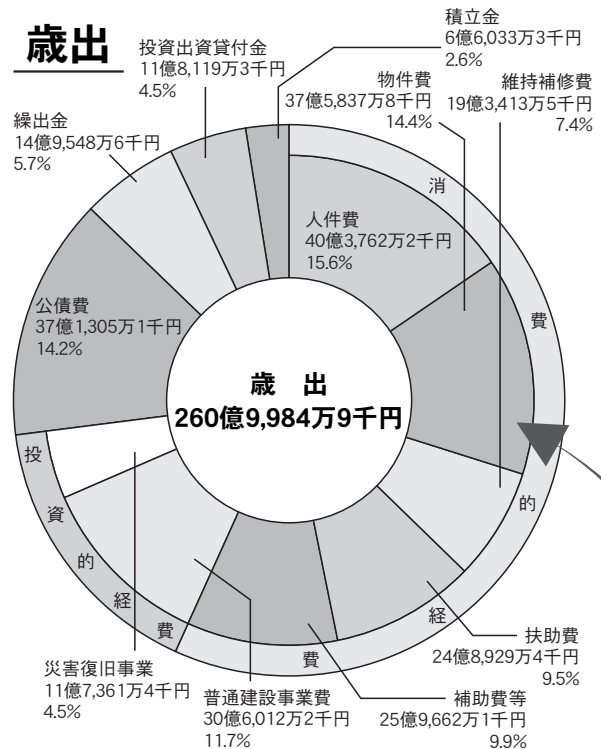 歳出
積立金
6億6,033万3千円
2.6%
投資出資貸付金
11億8,119万3千円
4.5%
物件費
37億5,837万8千円
14.4%
維持補修費
19億3,413万5千円
7.4%
繰出金
14億9,548万6千円
5.7%
消費的経費
人件費
40億3,762万2千円
15.6%
公債費
37億1,305万1千円
14.2%
歳 出
260億9,984万9千円
投資的経費
扶助費
24億8,929万4千円
9.5%
災害復旧事業
11億7,361万4千円
4.5%
普通建設事業費
30億6,012万2千円
11.7%
補助費等
25億9,662万1千円
9.9%